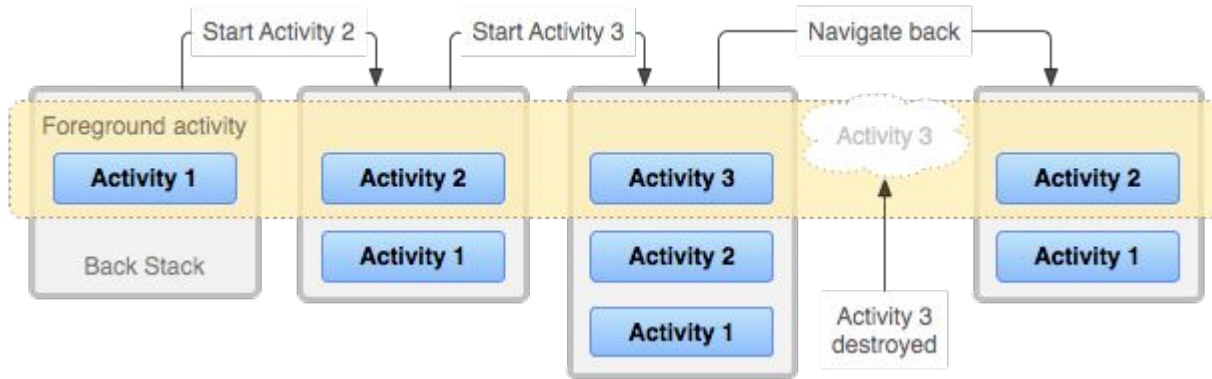 Start Activity 2
Start Activity 3
Navigate back
Foreground activity
Activity 1
Back Stack
Activity 2
Activity 1
Activity 3
Activity 2
Activity 1
Activity 3
Activity 3
destroyed
Activity 2
Activity 1